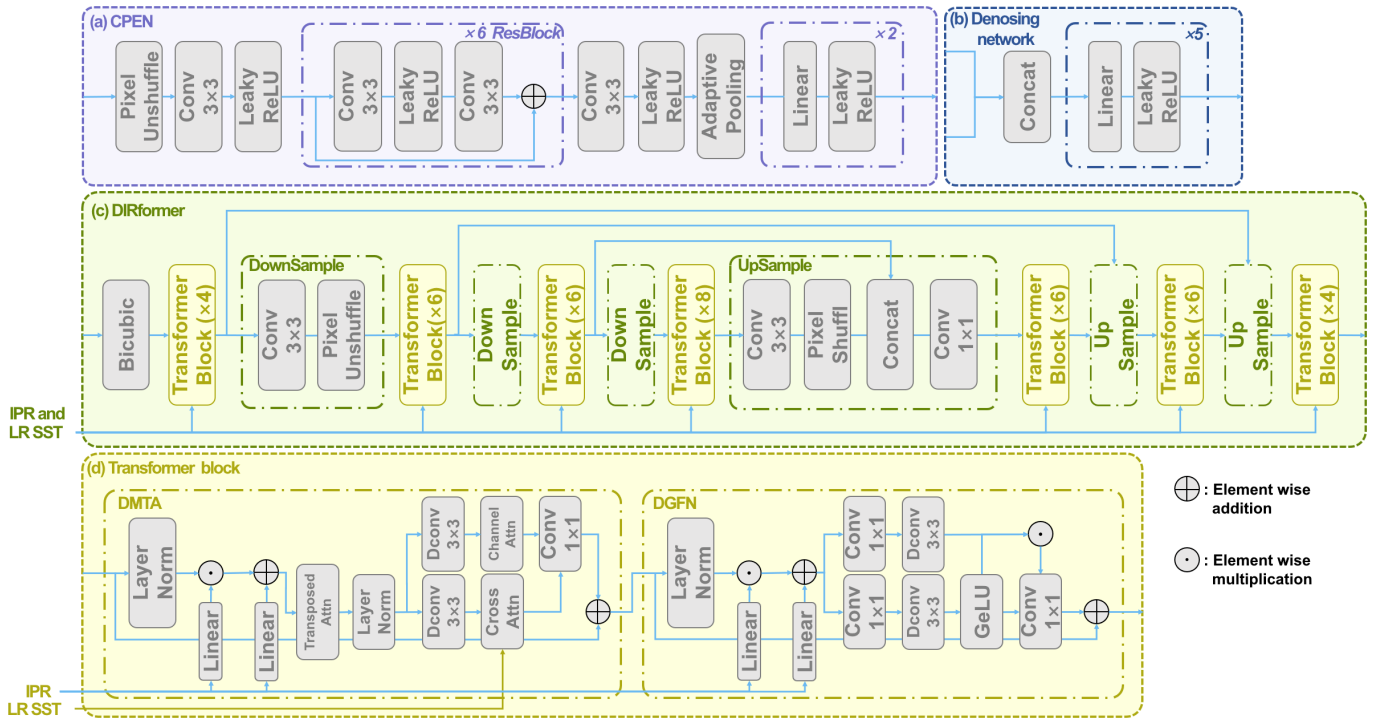 (a) CPEN
×6 ResBlock
×2
Pixel
Unshuffle
Conv
3×3
Leaky
ReLU
Conv
3×3
Leaky
ReLU
Conv
3×3
Conv
3×3
Leaky
ReLU
Adaptive
Pooling
Linear
Leaky
ReLU
(b) Denosing
network
×5
Concat
Linear
Leaky
ReLU
(c) DIRformer
Bicubic
Transformer
Block (×4)
DownSample
Conv
3×3
Pixel
Unshuffle
Transformer
Block(×6)
Down
Sample
Transformer
Block (×6)
Down
Sample
Transformer
Block (×8)
UpSample
Conv
3×3
Pixel
Shuffl
Concat
Conv
1×1
Transformer
Block (×6)
Up
Sample
Transformer
Block (×6)
Up
Sample
Transformer
Block (×4)
IPR and
LR SST
(d) Transformer block
DMTA
Layer
Norm
Linear
Linear
Transposed
Attn
Layer
Norm
Dconv
3×3
Channel
Attn
Conv
1×1
Dconv
3×3
Cross
Attn
DGFN
Layer
Norm
Linear
Linear
Conv
1×1
Dconv
3×3
Conv
1×1
Dconv
3×3
GeLU
Conv
1×1
IPR
LR SST
: Element wise
addition
: Element wise
multiplication